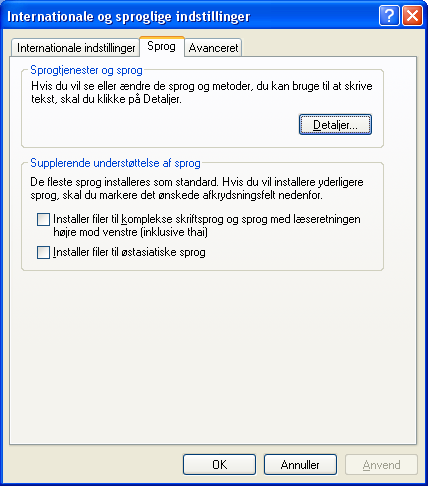 Internationale og sproglige indstillinger
Internationale indstillinger
Sprog
Avanceret
Sprogtjenester og sprog
Hvis du vil se eller ændre de sprog og metoder, du kan bruge til at skrive
tekst, skal du klikke på Detaljer.
Detaljer...
Supplerende understøttelse af sprog
De fleste sprog installeres som standard. Hvis du vil installere yderligere
sprog, skal du markere det ønskede afkrydsningsfelt nedenfor.
Installer filer til komplekse skriftsprog og sprog med læseretningen
højre mod venstre (inklusive thai)
Installer filer til østasiatiske sprog
OK
Annuller
Anvend